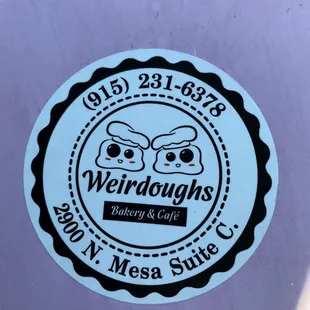 (915) 231-6378
Weirdoughs
Bakery & Café
2900 N. Mesa Suite C.